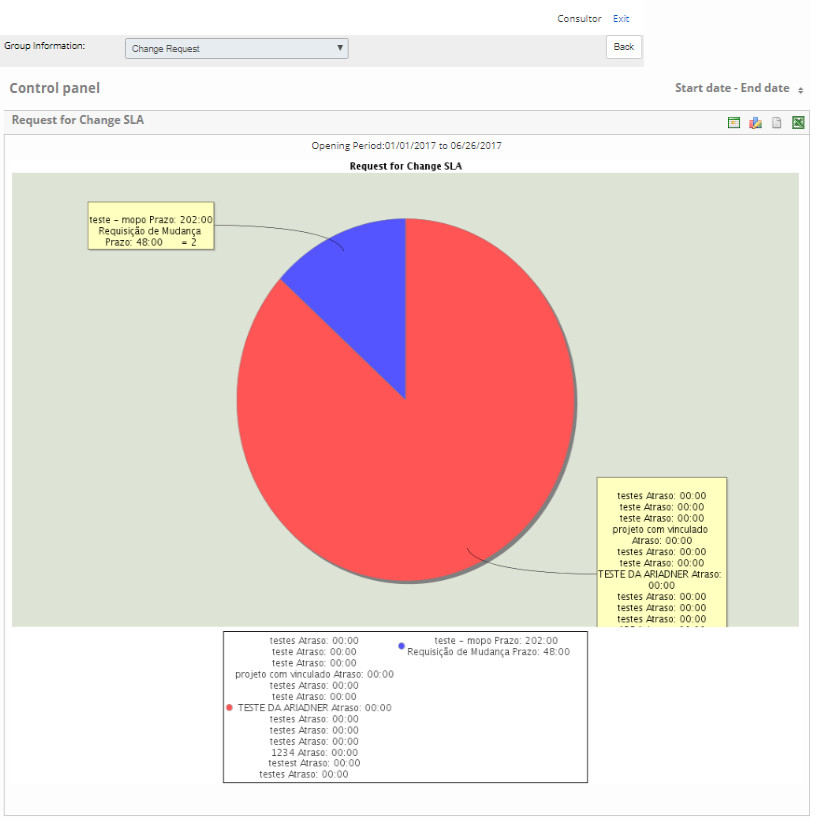 Consultor Exit
Group Information: Change Request Back
Control panel Start date - End date
Request for Change SLA
Opening Period:01/01/2017 to 06/26/2017
Request for Change SLA
teste - mopo Prazo: 202:00
Requisição de Mudança
Prazo: 48:00 = 2
testes Atraso: 00:00
teste Atraso: 00:00
teste Atraso: 00:00
projeto com vinculado
Atraso: 00:00
testes Atraso: 00:00
teste Atraso: 00:00
TESTE DA ARIADNER Atraso:
00:00
testes Atraso: 00:00
testes Atraso: 00:00
testes Atraso: 00:00
testes Atraso: 00:00
teste Atraso: 00:00
teste Atraso: 00:00
projeto com vinculado Atraso: 00:00
testes Atraso: 00:00
teste Atraso: 00:00
TESTE DA ARIADNER Atraso: 00:00
testes Atraso: 00:00
testes Atraso: 00:00
testes Atraso: 00:00
1234 Atraso: 00:00
testest Atraso: 00:00
testes Atraso: 00:00
teste - mopo Prazo: 202:00
Requisição de Mudança Prazo: 48:00